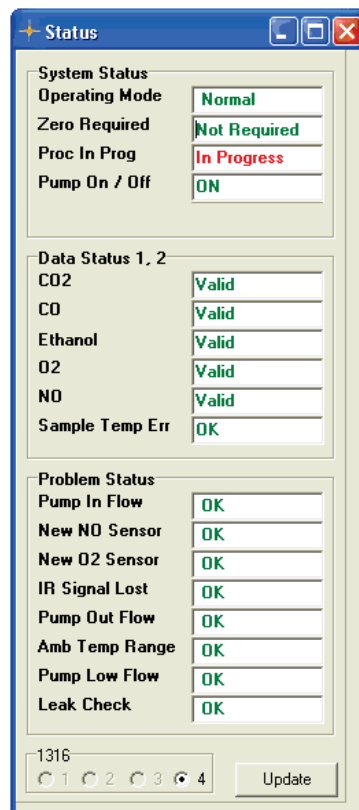 Status
System Status
Operating Mode Normal
Zero Required Not Required
Proc In Prog In Progress
Pump On / Off ON
Data Status 1, 2
CO2 Valid
CO Valid
Ethanol Valid
O2 Valid
NO Valid
Sample Temp Err OK
Problem Status
Pump In Flow OK
New NO Sensor OK
New O2 Sensor OK
IR Signal Lost OK
Pump Out Flow OK
Amb Temp Range OK
Pump Low Flow OK
Leak Check OK
1316
1 2 3 4 Update